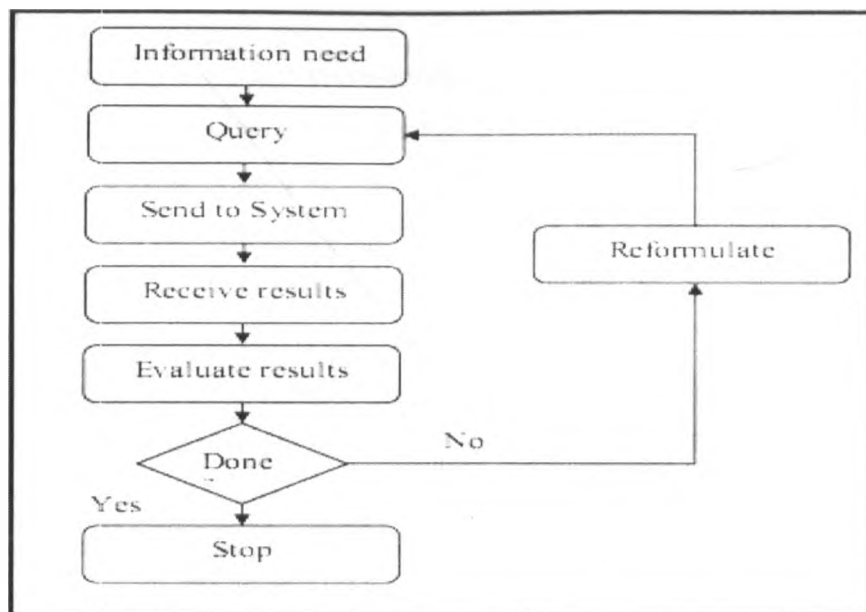 Information need
Query
Send to System
Receive results
Reformulate
Evaluate results
No
Done
Yes
Stop